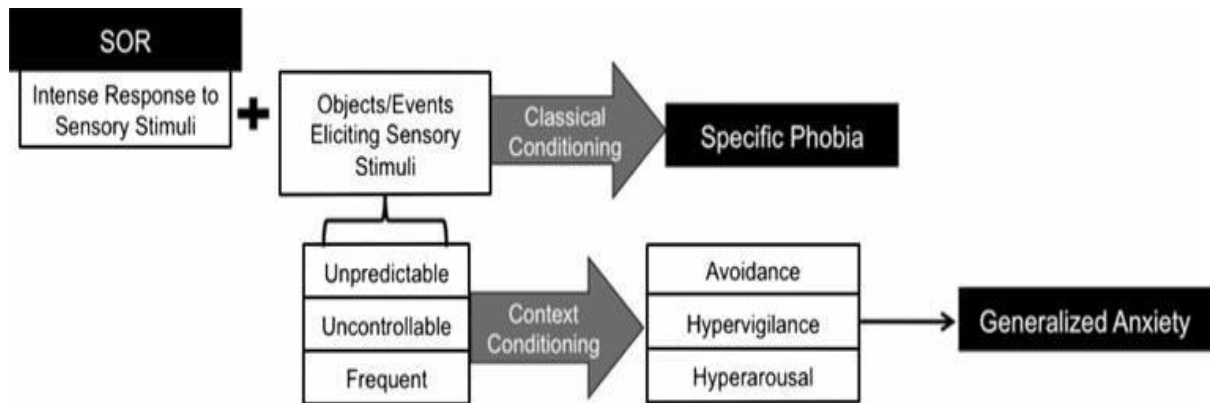 SOR
Intense Response to
Sensory Stimuli
Objects/Events
Eliciting Sensory
Stimuli
Classical
Conditioning
Specific Phobia
Unpredictable
Uncontrollable
Frequent
Context
Conditioning
Avoidance
Hypervigilance
Hyperarousal
Generalized Anxiety